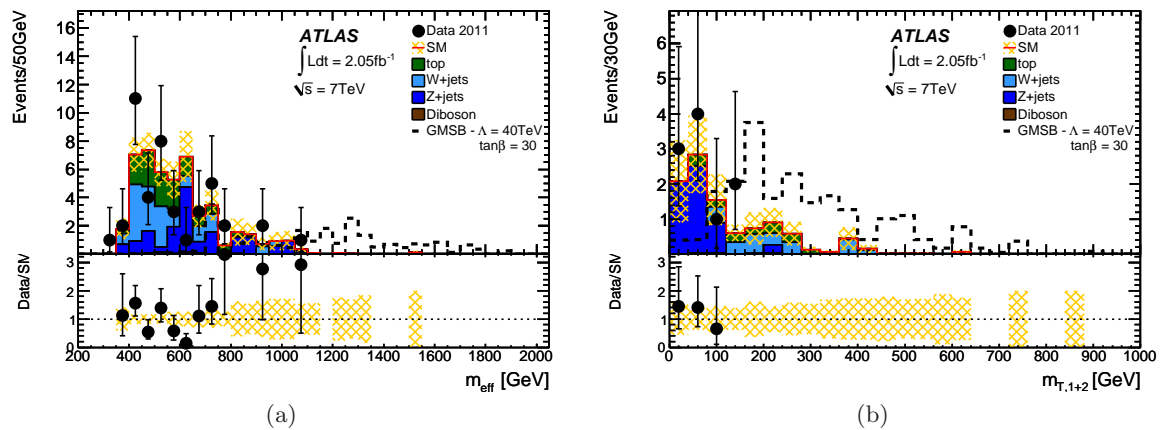 Events/50GeV
16
14
12
10
8
6
4
2
ATLAS
∫Ldt = 2.05fb⁻¹
√s = 7TeV
Data 2011
SM
top
W+jets
Z+jets
Diboson
GMSB - Λ = 40TeV
tanβ = 30
Data/SM
3
2
1
0
200 400 600 800 1000 1200 1400 1600 1800 2000
m_eff [GeV]
(a)
Events/30GeV
6
5
4
3
2
1
0
ATLAS
∫Ldt = 2.05fb⁻¹
√s = 7TeV
Data 2011
SM
top
W+jets
Z+jets
Diboson
GMSB - Λ = 40TeV
tanβ = 30
Data/SM
3
2
1
0
0 100 200 300 400 500 600 700 800 900 1000
m_T,1+2 [GeV]
(b)